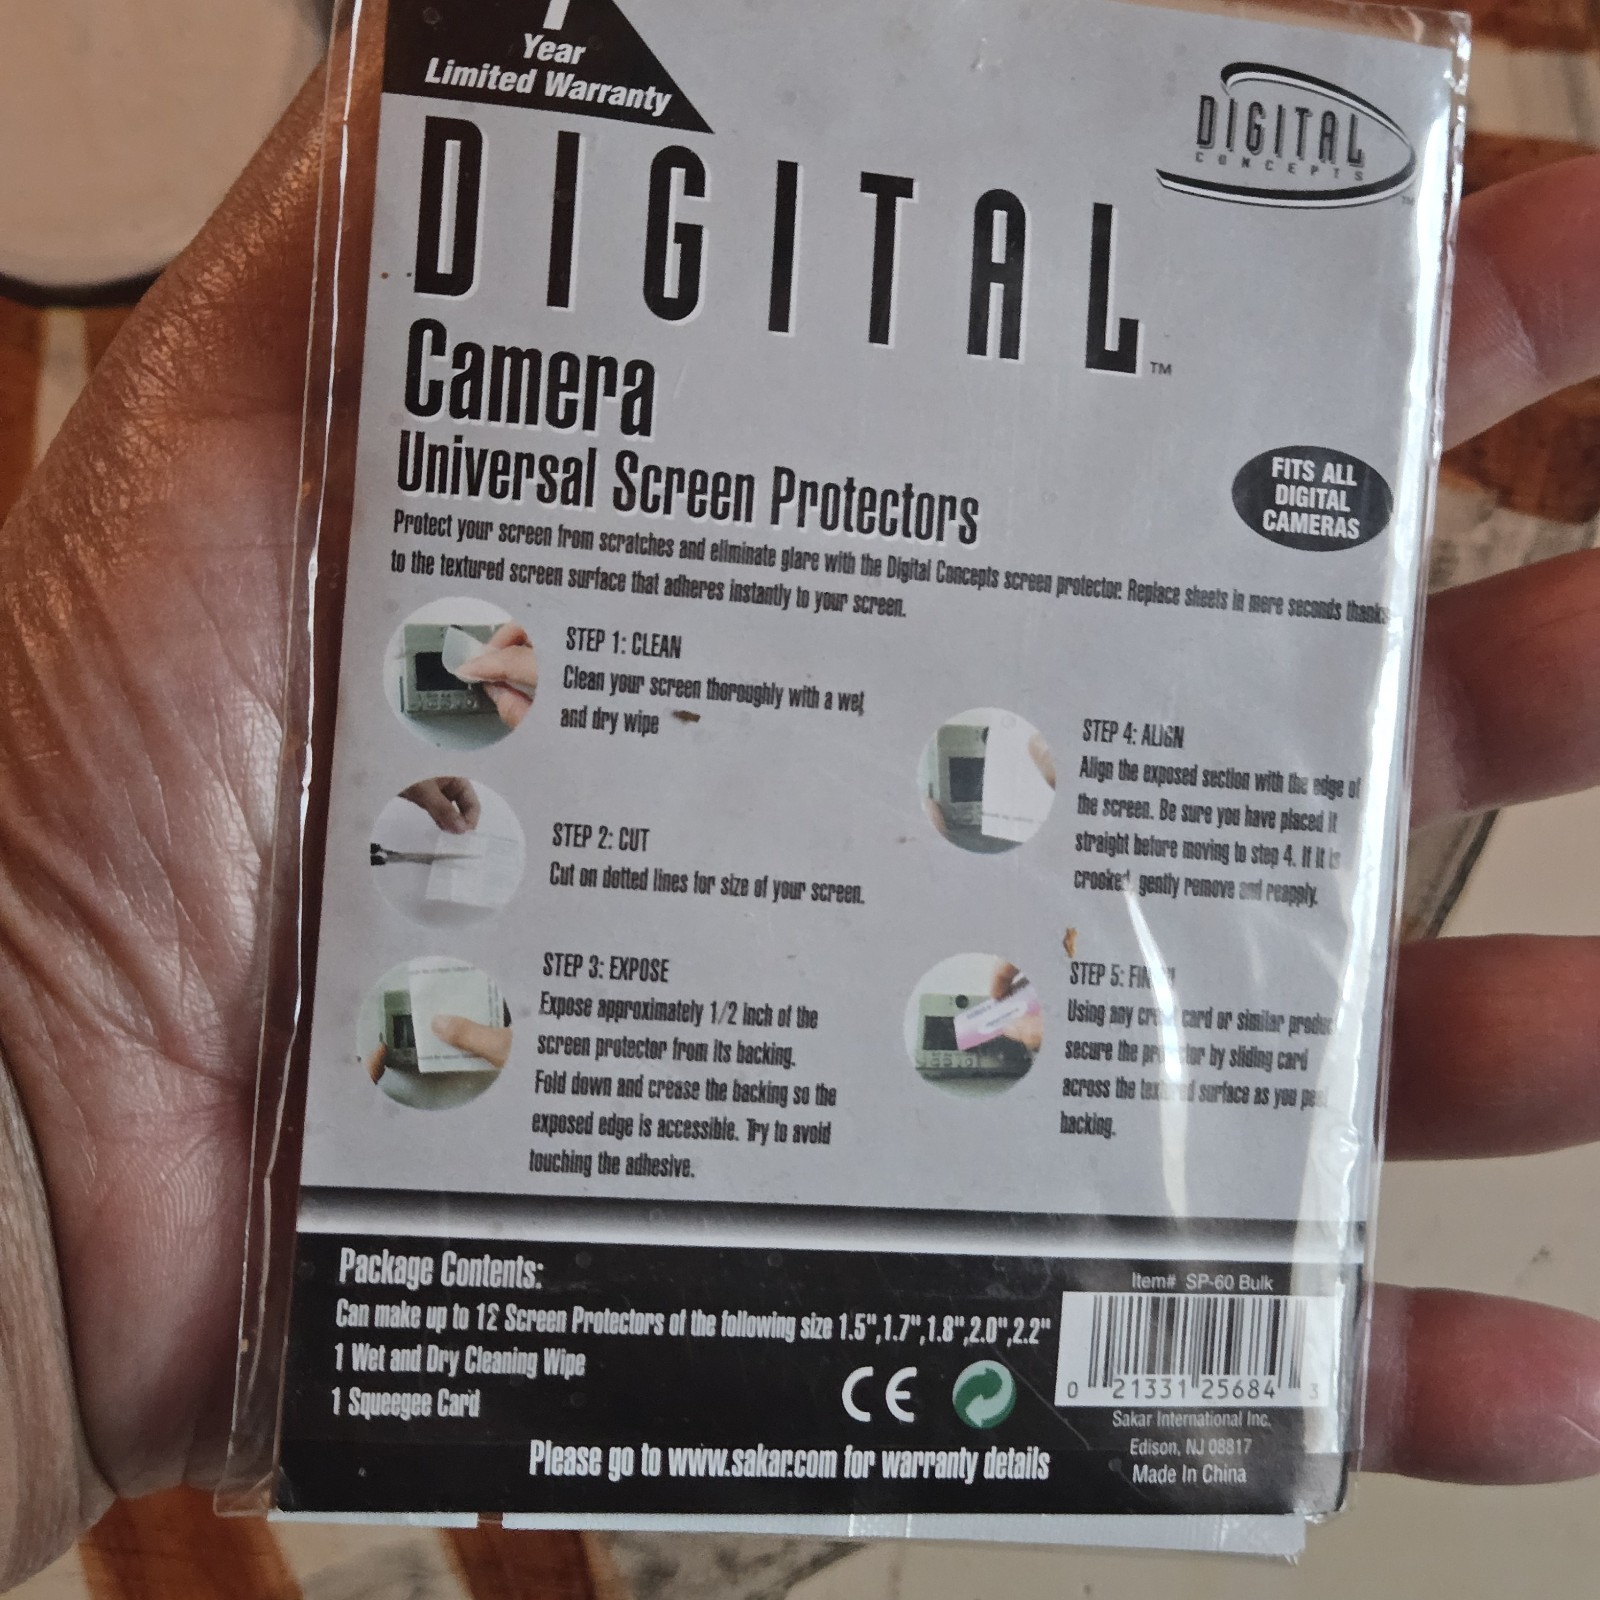 Year
Limited Warranty
DIGITAL
CONCEPTS
TM
DIGITAL
TM
Camera
Universal Screen Protectors
FITS ALL
DIGITAL
CAMERAS
Protect your screen from scratches and eliminate glare with the Digital Concepts screen protector. Replace sheets in mere seconds thanks
to the textured screen surface that adheres instantly to your screen.
STEP 1: CLEAN
Clean your screen thoroughly with a wet
and dry wipe
STEP 2: CUT
Cut on dotted lines for size of your screen.
STEP 3: EXPOSE
Expose approximately 1/2 inch of the
screen protector from its backing.
Fold down and crease the backing so the
exposed edge is accessible. Try to avoid
touching the adhesive.
STEP 4: ALIGN
Align the exposed section with the edge of
the screen. Be sure you have placed it
straight before moving to step 4. If it is
crooked, gently remove and reapply.
STEP 5:
Using any card or similar
secure the by sliding card
across the surface as you
backing.
Package Contents:
Can make up to Screen Protectors of the following size 1.5",1.7",1.8",2.0",2.2"
1 Wet and Dry Cleaning Wipe
1 Squeegee Card
CE
Please go to www.sakar.com for warranty details
Item# SP-60 Bulk
0 21331 25684 3
Sakar International Inc.
Edison, NJ 08817
Made In China